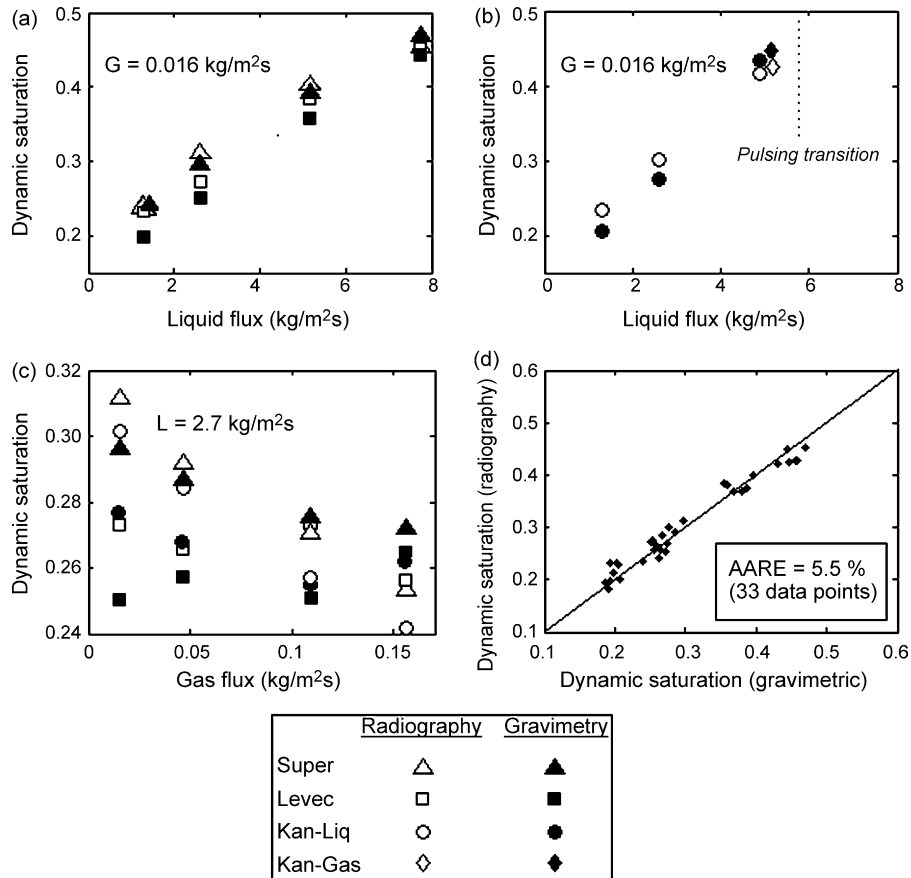 (a)
0.5
0.4
0.3
0.2
G = 0.016 kg/m²s
Dynamic saturation
0 2 4 6 8
Liquid flux (kg/m²s)
(b)
0.5
0.4
0.3
0.2
G = 0.016 kg/m²s
Pulsing transition
Dynamic saturation
0 2 4 6 8
Liquid flux (kg/m²s)
(c)
0.32
0.30
0.28
0.26
0.24
L = 2.7 kg/m²s
Dynamic saturation
0 0.05 0.1 0.15
Gas flux (kg/m²s)
(d)
0.6
0.5
0.4
0.3
0.2
0.1
Dynamic saturation (radiography)
AARE = 5.5 %
(33 data points)
0.1 0.2 0.3 0.4 0.5 0.6
Dynamic saturation (gravimetric)
Radiography Gravimetry
Super
Levec
Kan-Liq
Kan-Gas